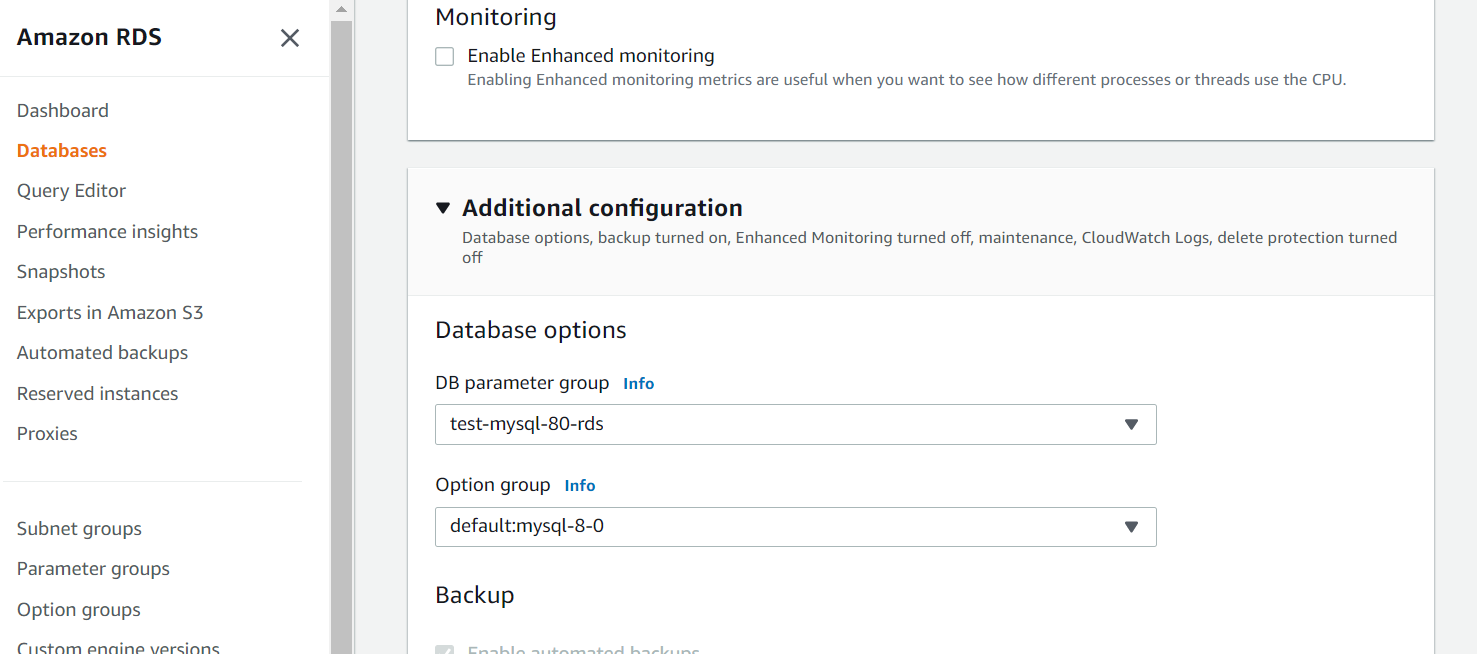 Amazon RDS
Dashboard
Databases
Query Editor
Performance insights
Snapshots
Exports in Amazon S3
Automated backups
Reserved instances
Proxies
Subnet groups
Parameter groups
Option groups
Custom engine versions
Monitoring
Enable Enhanced monitoring
Enabling Enhanced monitoring metrics are useful when you want to see how different processes or threads use the CPU.
Additional configuration
Database options, backup turned on, Enhanced Monitoring turned off, maintenance, CloudWatch Logs, delete protection turned
off
Database options
DB parameter group Info
test-mysql-80-rds
Option group Info
default:mysql-8-0
Backup
Enable automated backups